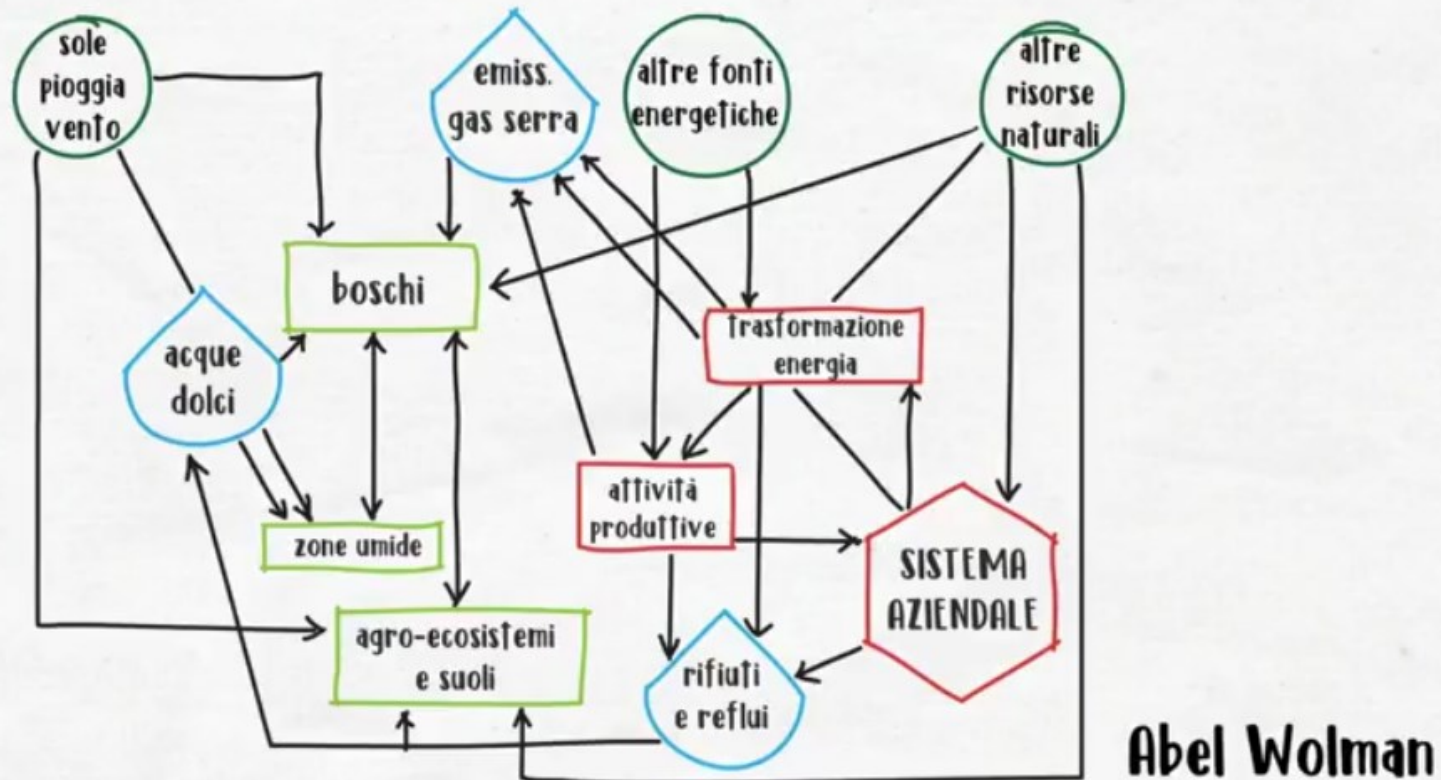 sole
pioggia
vento
emiss.
gas serra
altre fonti
energetiche
altre
risorse
naturali
boschi
acque
dolci
trasformazione
energia
attività
produttive
zone umide
SISTEMA
AZIENDALE
agro-ecosistemi
e suoli
rifiuti
e reflui
Abel Wolman